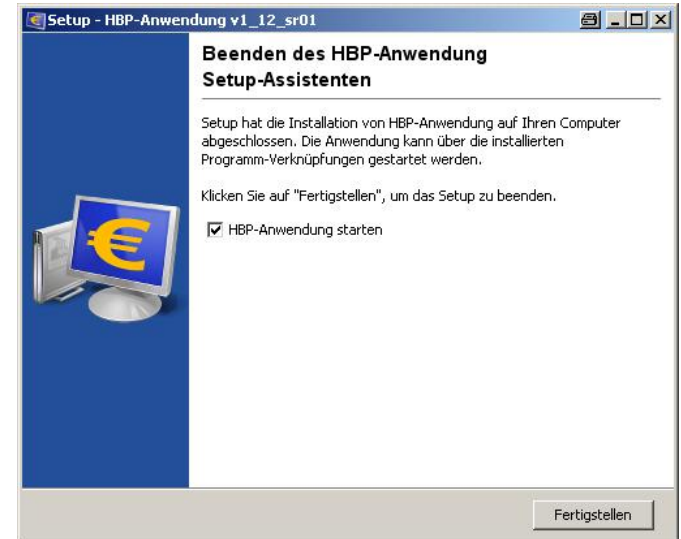 Setup - HBP-Anwendung v1_12_sr01
Beenden des HBP-Anwendung
Setup-Assistenten
Setup hat die Installation von HBP-Anwendung auf Ihren Computer
abgeschlossen. Die Anwendung kann über die installierten
Programm-Verknüpfungen gestartet werden.
Klicken Sie auf "Fertigstellen", um das Setup zu beenden.
HBP-Anwendung starten
€
Fertigstellen